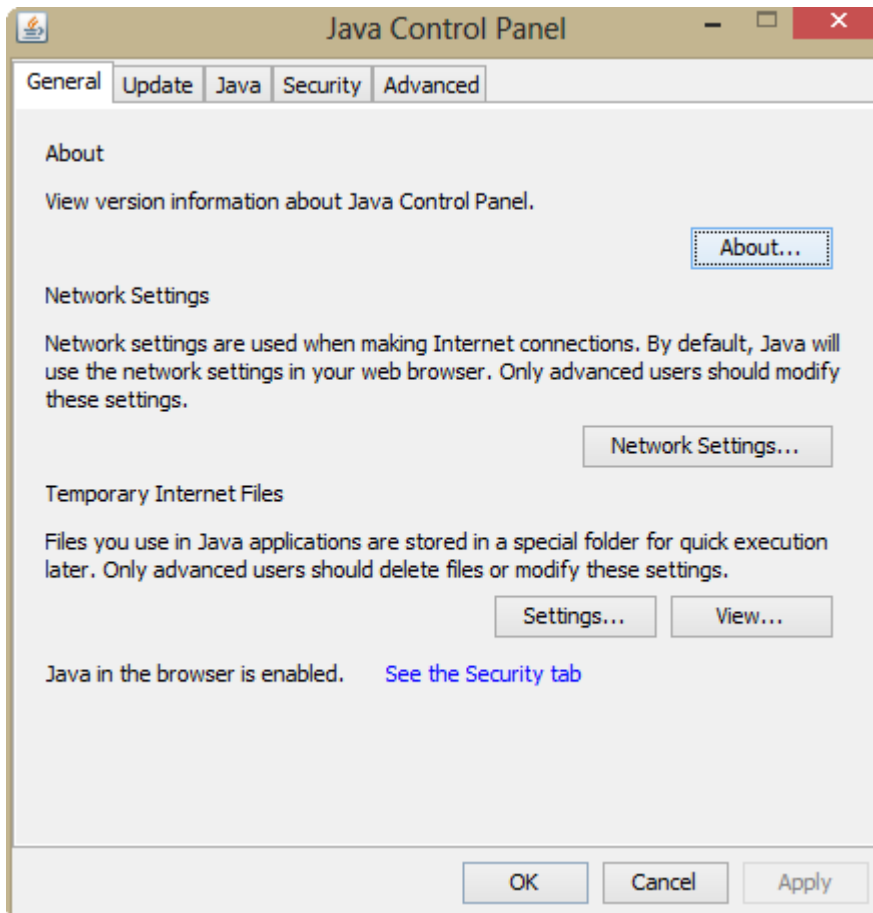 Java Control Panel
General Update Java Security Advanced
About
View version information about Java Control Panel.
About...
Network Settings
Network settings are used when making Internet connections. By default, Java will
use the network settings in your web browser. Only advanced users should modify
these settings.
Network Settings...
Temporary Internet Files
Files you use in Java applications are stored in a special folder for quick execution
later. Only advanced users should delete files or modify these settings.
Settings... View...
Java in the browser is enabled. See the Security tab
OK Cancel Apply